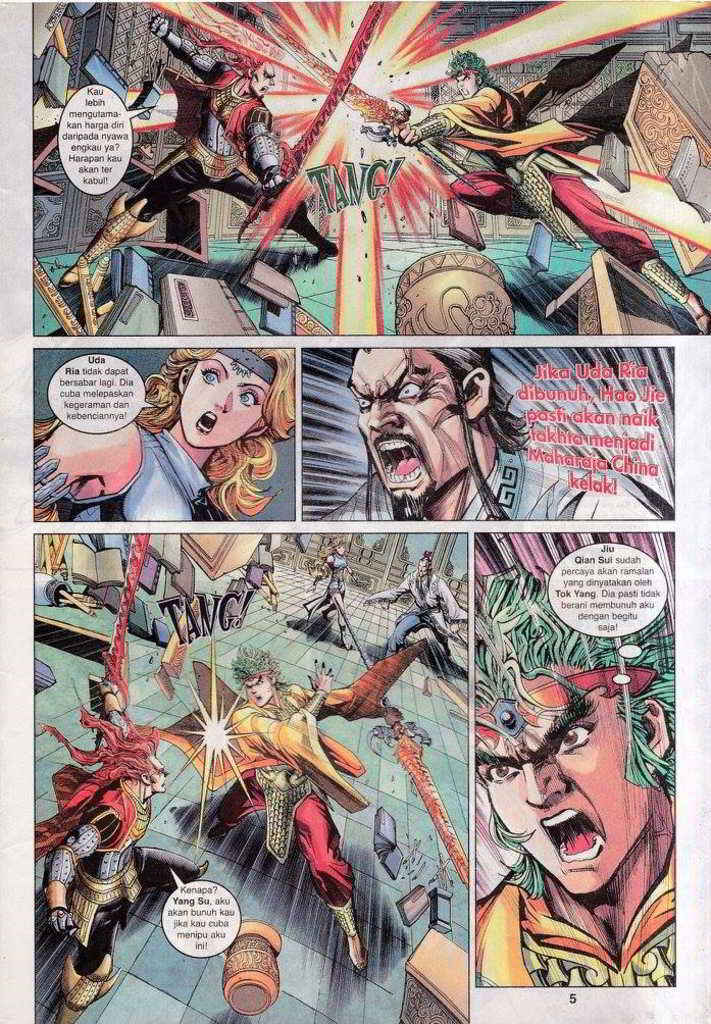 TANG!
Kau
lebih
mengutama-
kan harga diri
daripada nyawa
engkau ya?
Harapan kau
akan ter
kabul!
TANG!
Uda
Ria tidak dapat
bersabar lagi. Dia
cuba melepaskan
kegeraman dan
kebenciannya!
Jika Uda Ria
dibunuh, Hao Jie
pasti akan naik
takhta menjadi
Maharaja China
kelak!
TANG!
Kenapa?
Yang Su, aku
akan bunuh kau
jika kau cuba
menipu aku
ini!
Jiu
Qian Sui sudah
percaya akan ramalan
yang dinyatakan oleh
Tok Yang. Dia pasti tidak
berani membunuh aku
dengan begitu
saja!
5